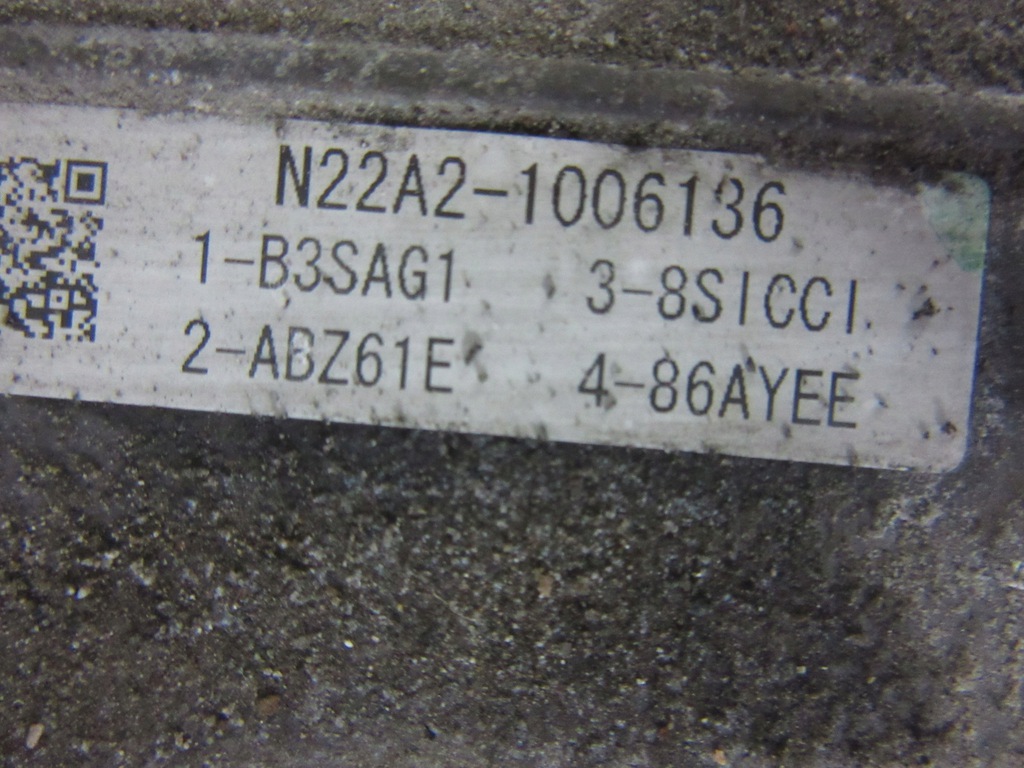 N22A2-1006136
1-B3SAG1 3-8SICCI
2-ABZ61E 4-86AYEE